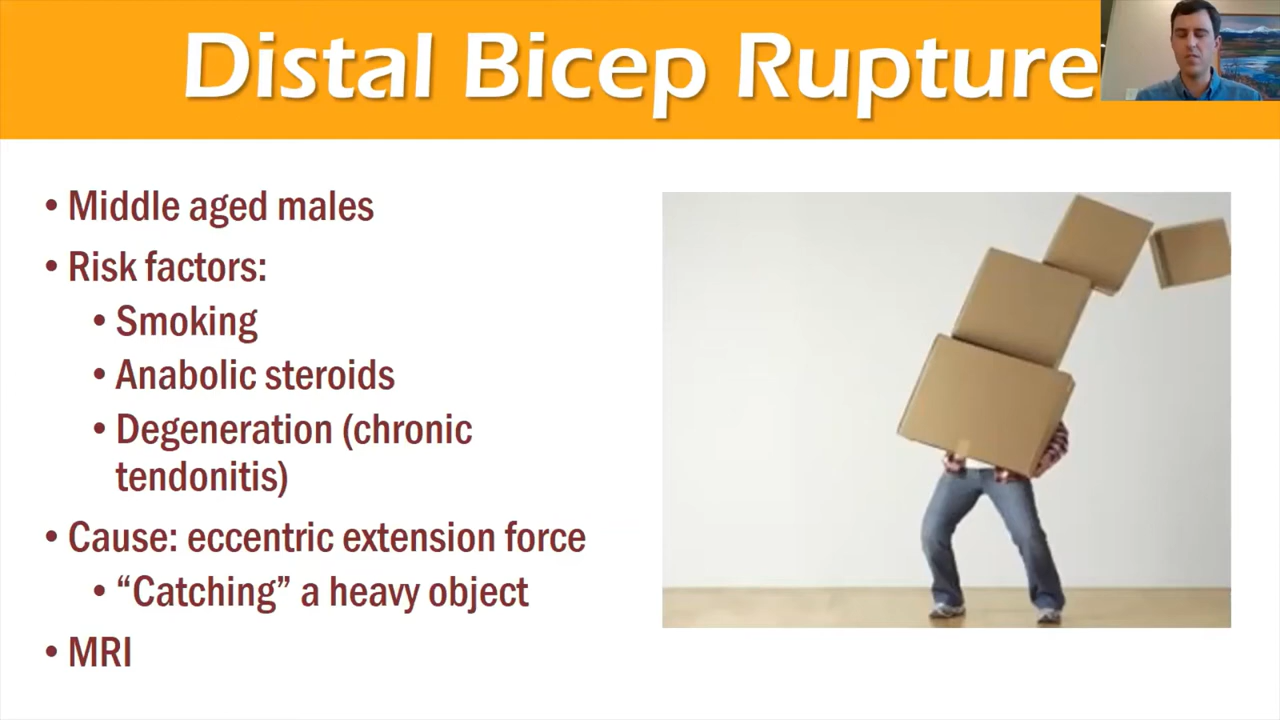 Distal Bicep Rupture
• Middle aged males
• Risk factors:
• Smoking
• Anabolic steroids
• Degeneration (chronic
tendonitis)
• Cause: eccentric extension force
• “Catching” a heavy object
• MRI